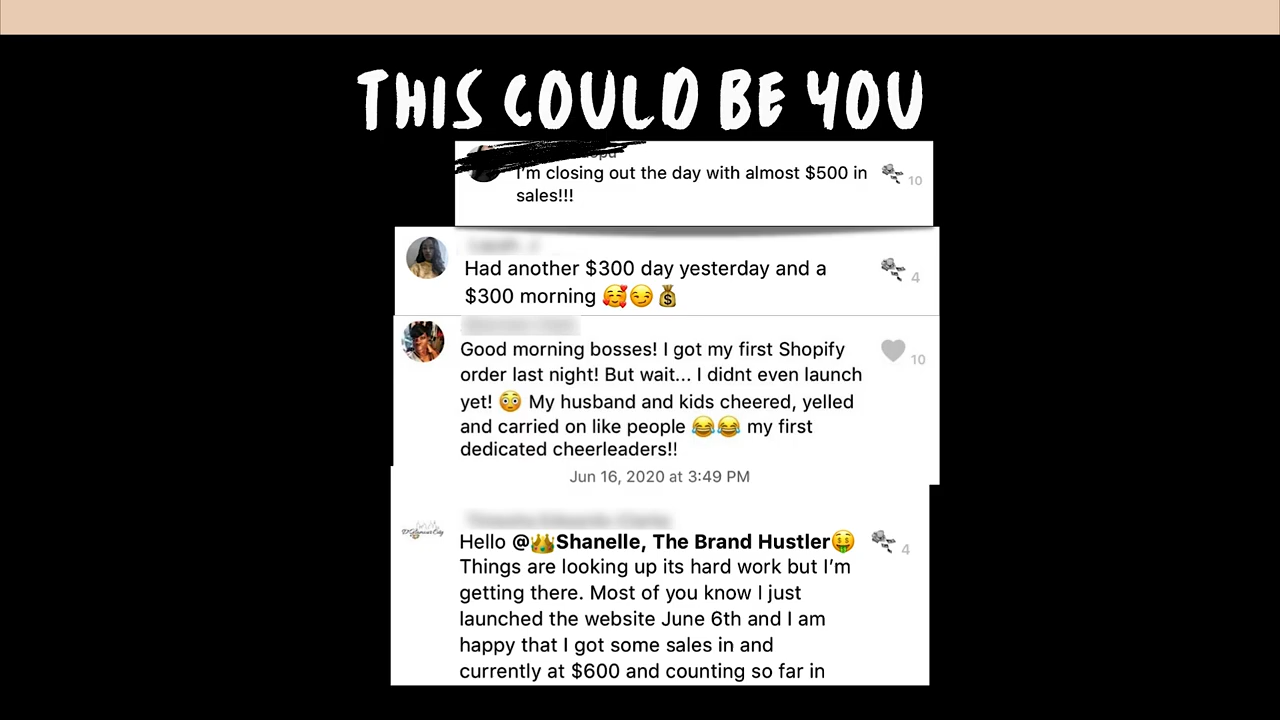 THIS COULD BE YOU
I'm closing out the day with almost $500 in
sales!!!
10
Had another $300 day yesterday and a
$300 morning 🥰😏💰
4
Good morning bosses! I got my first Shopify
order last night! But wait... I didnt even launch
yet! 😳 My husband and kids cheered, yelled
and carried on like people 😂😂 my first
dedicated cheerleaders!!
10
Jun 16, 2020 at 3:49 PM
Hello @👑Shanelle, The Brand Hustler🤑
Things are looking up its hard work but I'm
getting there. Most of you know I just
launched the website June 6th and I am
happy that I got some sales in and
currently at $600 and counting so far in
4